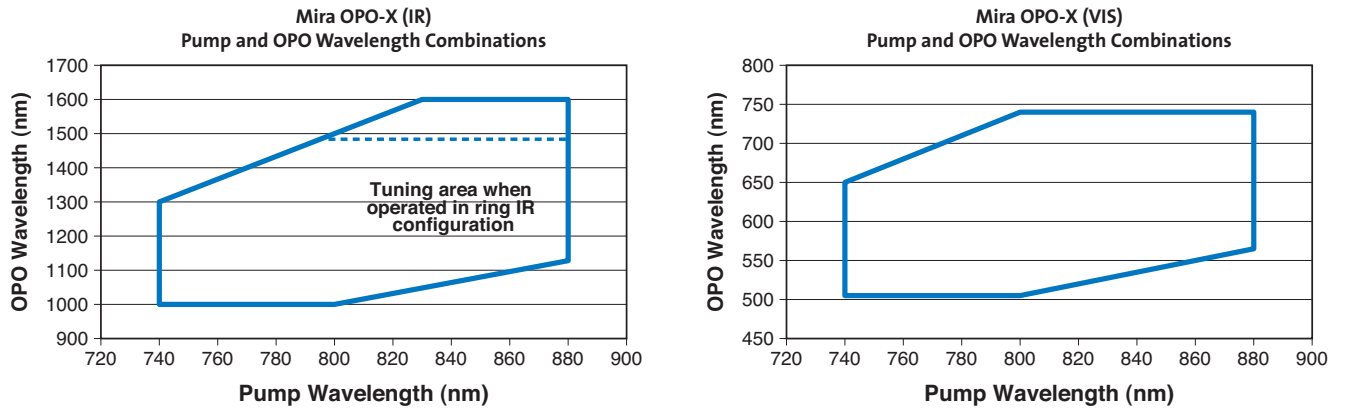 Mira OPO-X (IR)
Pump and OPO Wavelength Combinations
OPO Wavelength (nm)
1700
1600
1500
1400
1300
1200
1100
1000
900
Tuning area when
operated in ring IR
configuration
720 740 760 780 800 820 840 860 880 900
Pump Wavelength (nm)
Mira OPO-X (VIS)
Pump and OPO Wavelength Combinations
OPO Wavelength (nm)
800
750
700
650
600
550
500
450
720 740 760 780 800 820 840 860 880 900
Pump Wavelength (nm)